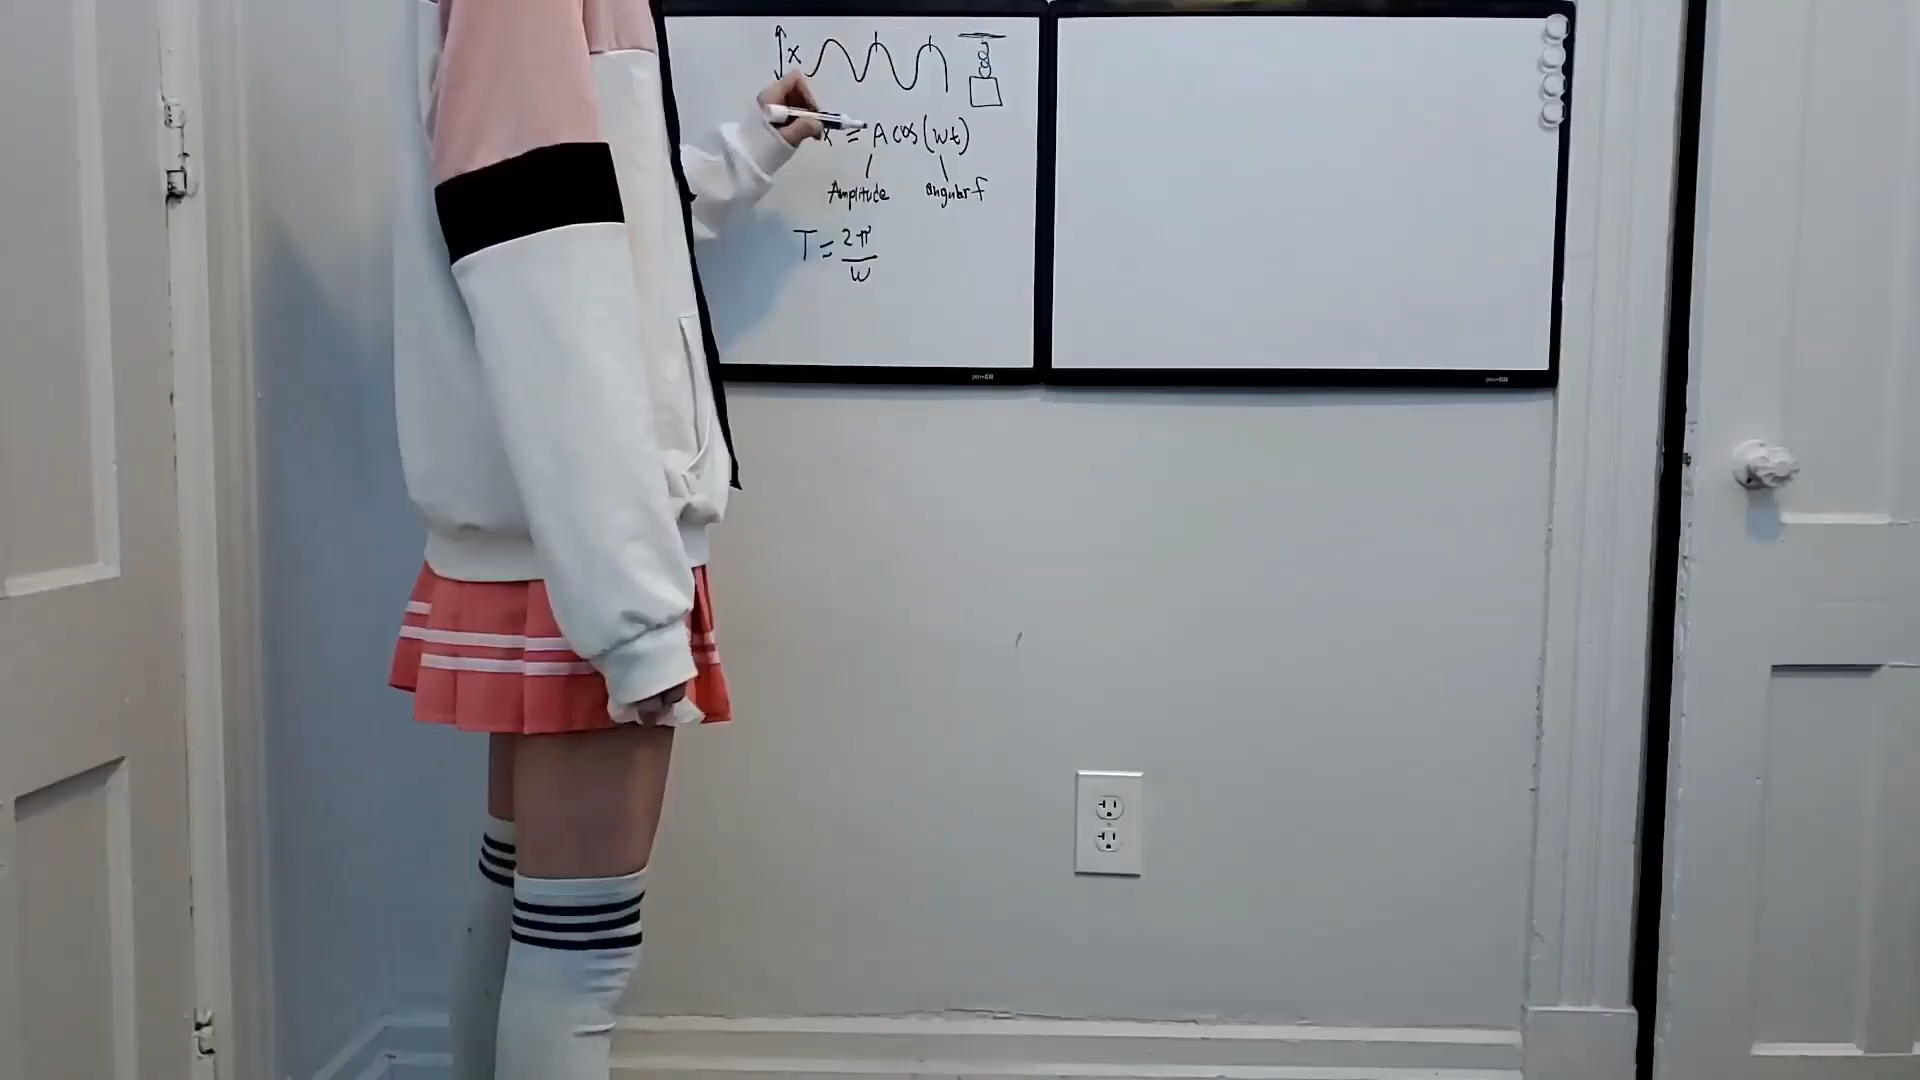 x
x = A cos(wt)
Amplitude angular f
T = 2π/w